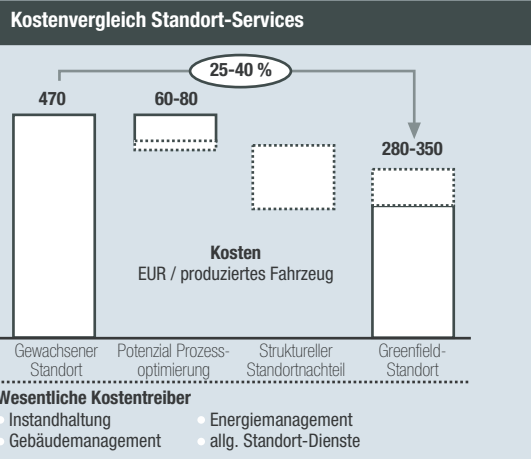 Kostenvergleich Standort-Services
25-40 %
470
60-80
280-350
Kosten
EUR / produziertes Fahrzeug
Gewachsener
Standort
Potenzial Prozess-
optimierung
Struktureller
Standortnachteil
Greenfield-
Standort
Wesentliche Kostentreiber
Instandhaltung
Energiemanagement
Gebäudemanagement
allg. Standort-Dienste